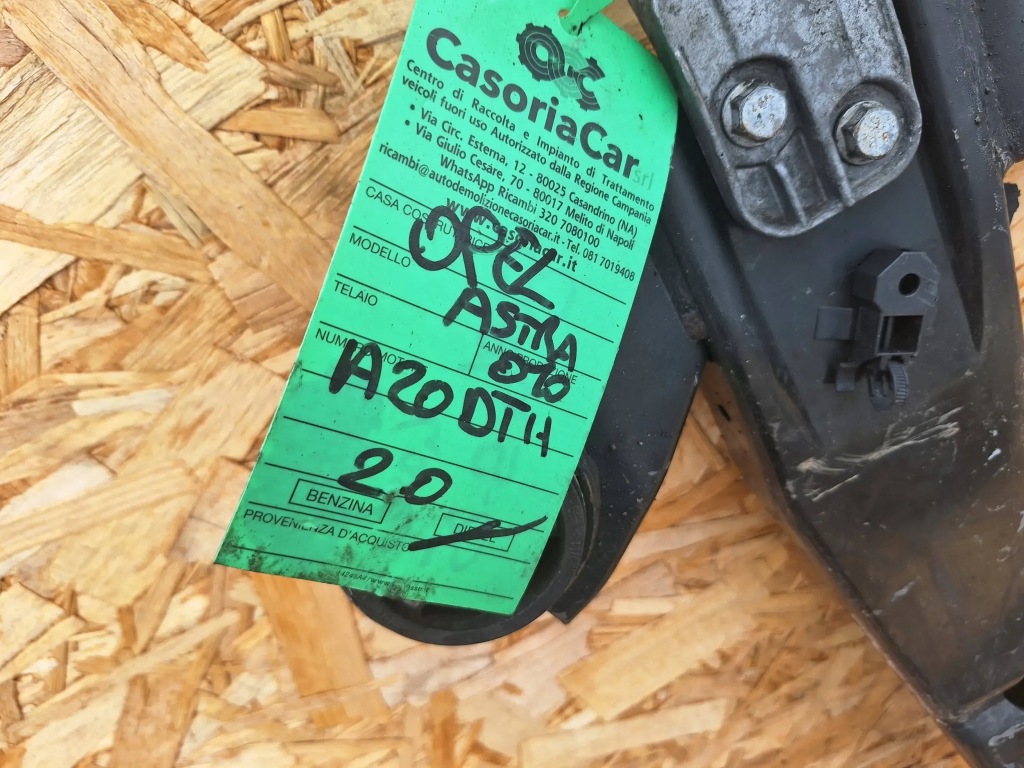 CasoriaCar srl
Centro di Raccolta e Impianto di Trattamento
veicoli fuori uso Autorizzato dalla Regione Campania
• Via Circ. Esterna, 12 - 80025 Casandrino (NA)
• Via Giulio Cesare, 70 - 80017 Melito di Napoli
WhatsApp Ricambi 320 7080100
ricambi@autodemolizionecasoriacar.it - Tel. 081 7019408
CASA
OPEL
MODELLO
ASTRA
TELAIO
ANNO
NUMERO MOTORE
A20DTH
2.0
BENZINA
DIESEL
PROVENIENZA D'ACQUISTO